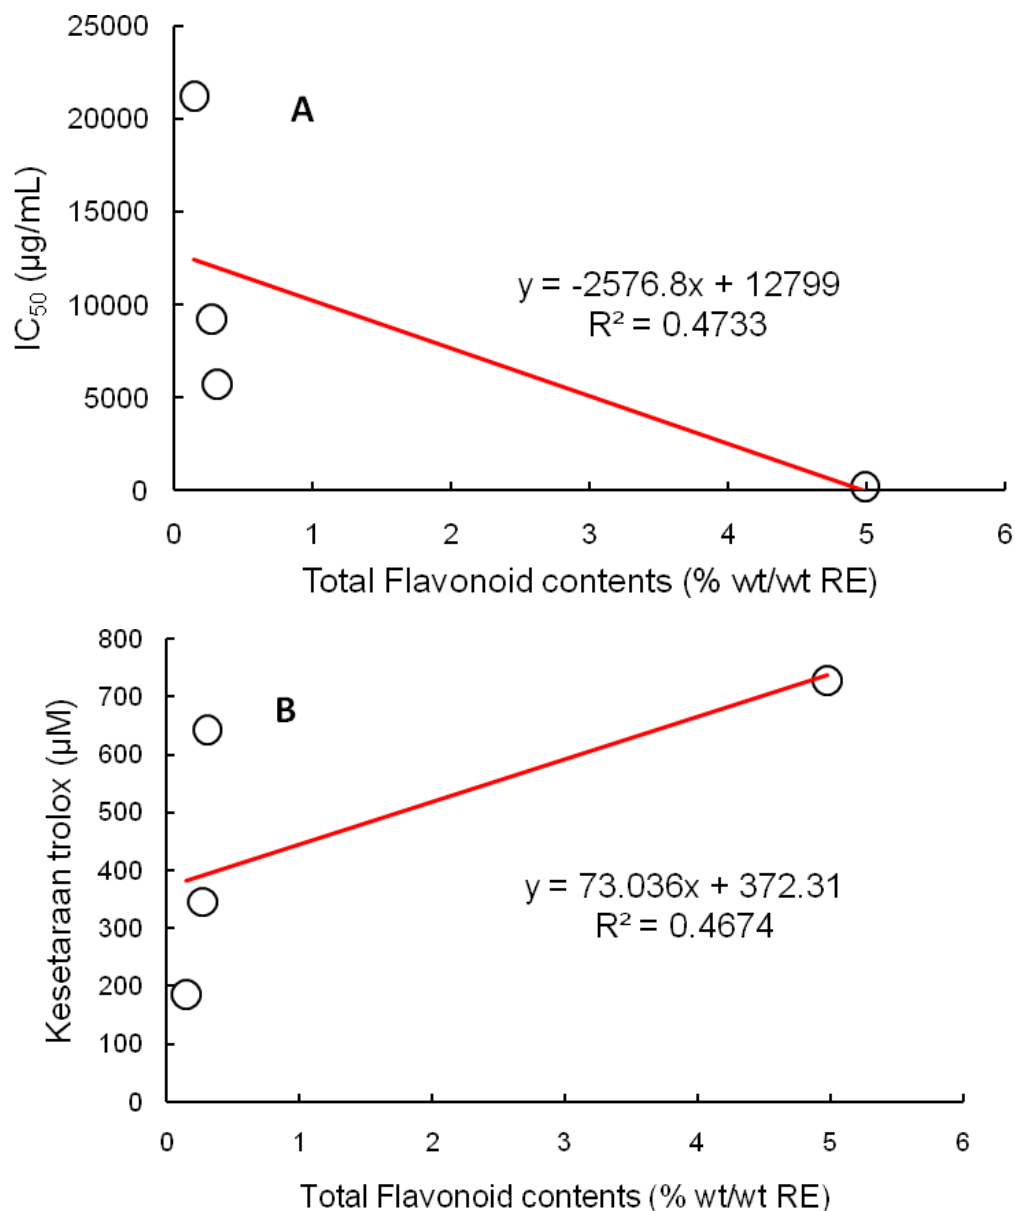 25000
20000
15000
10000
5000
0
IC₅₀ (µg/mL)
A
y = -2576.8x + 12799
R² = 0.4733
0 1 2 3 4 5 6
Total Flavonoid contents (% wt/wt RE)
800
700
600
500
400
300
200
100
0
Kesetaraan trolox (µM)
B
y = 73.036x + 372.31
R² = 0.4674
0 1 2 3 4 5 6
Total Flavonoid contents (% wt/wt RE)